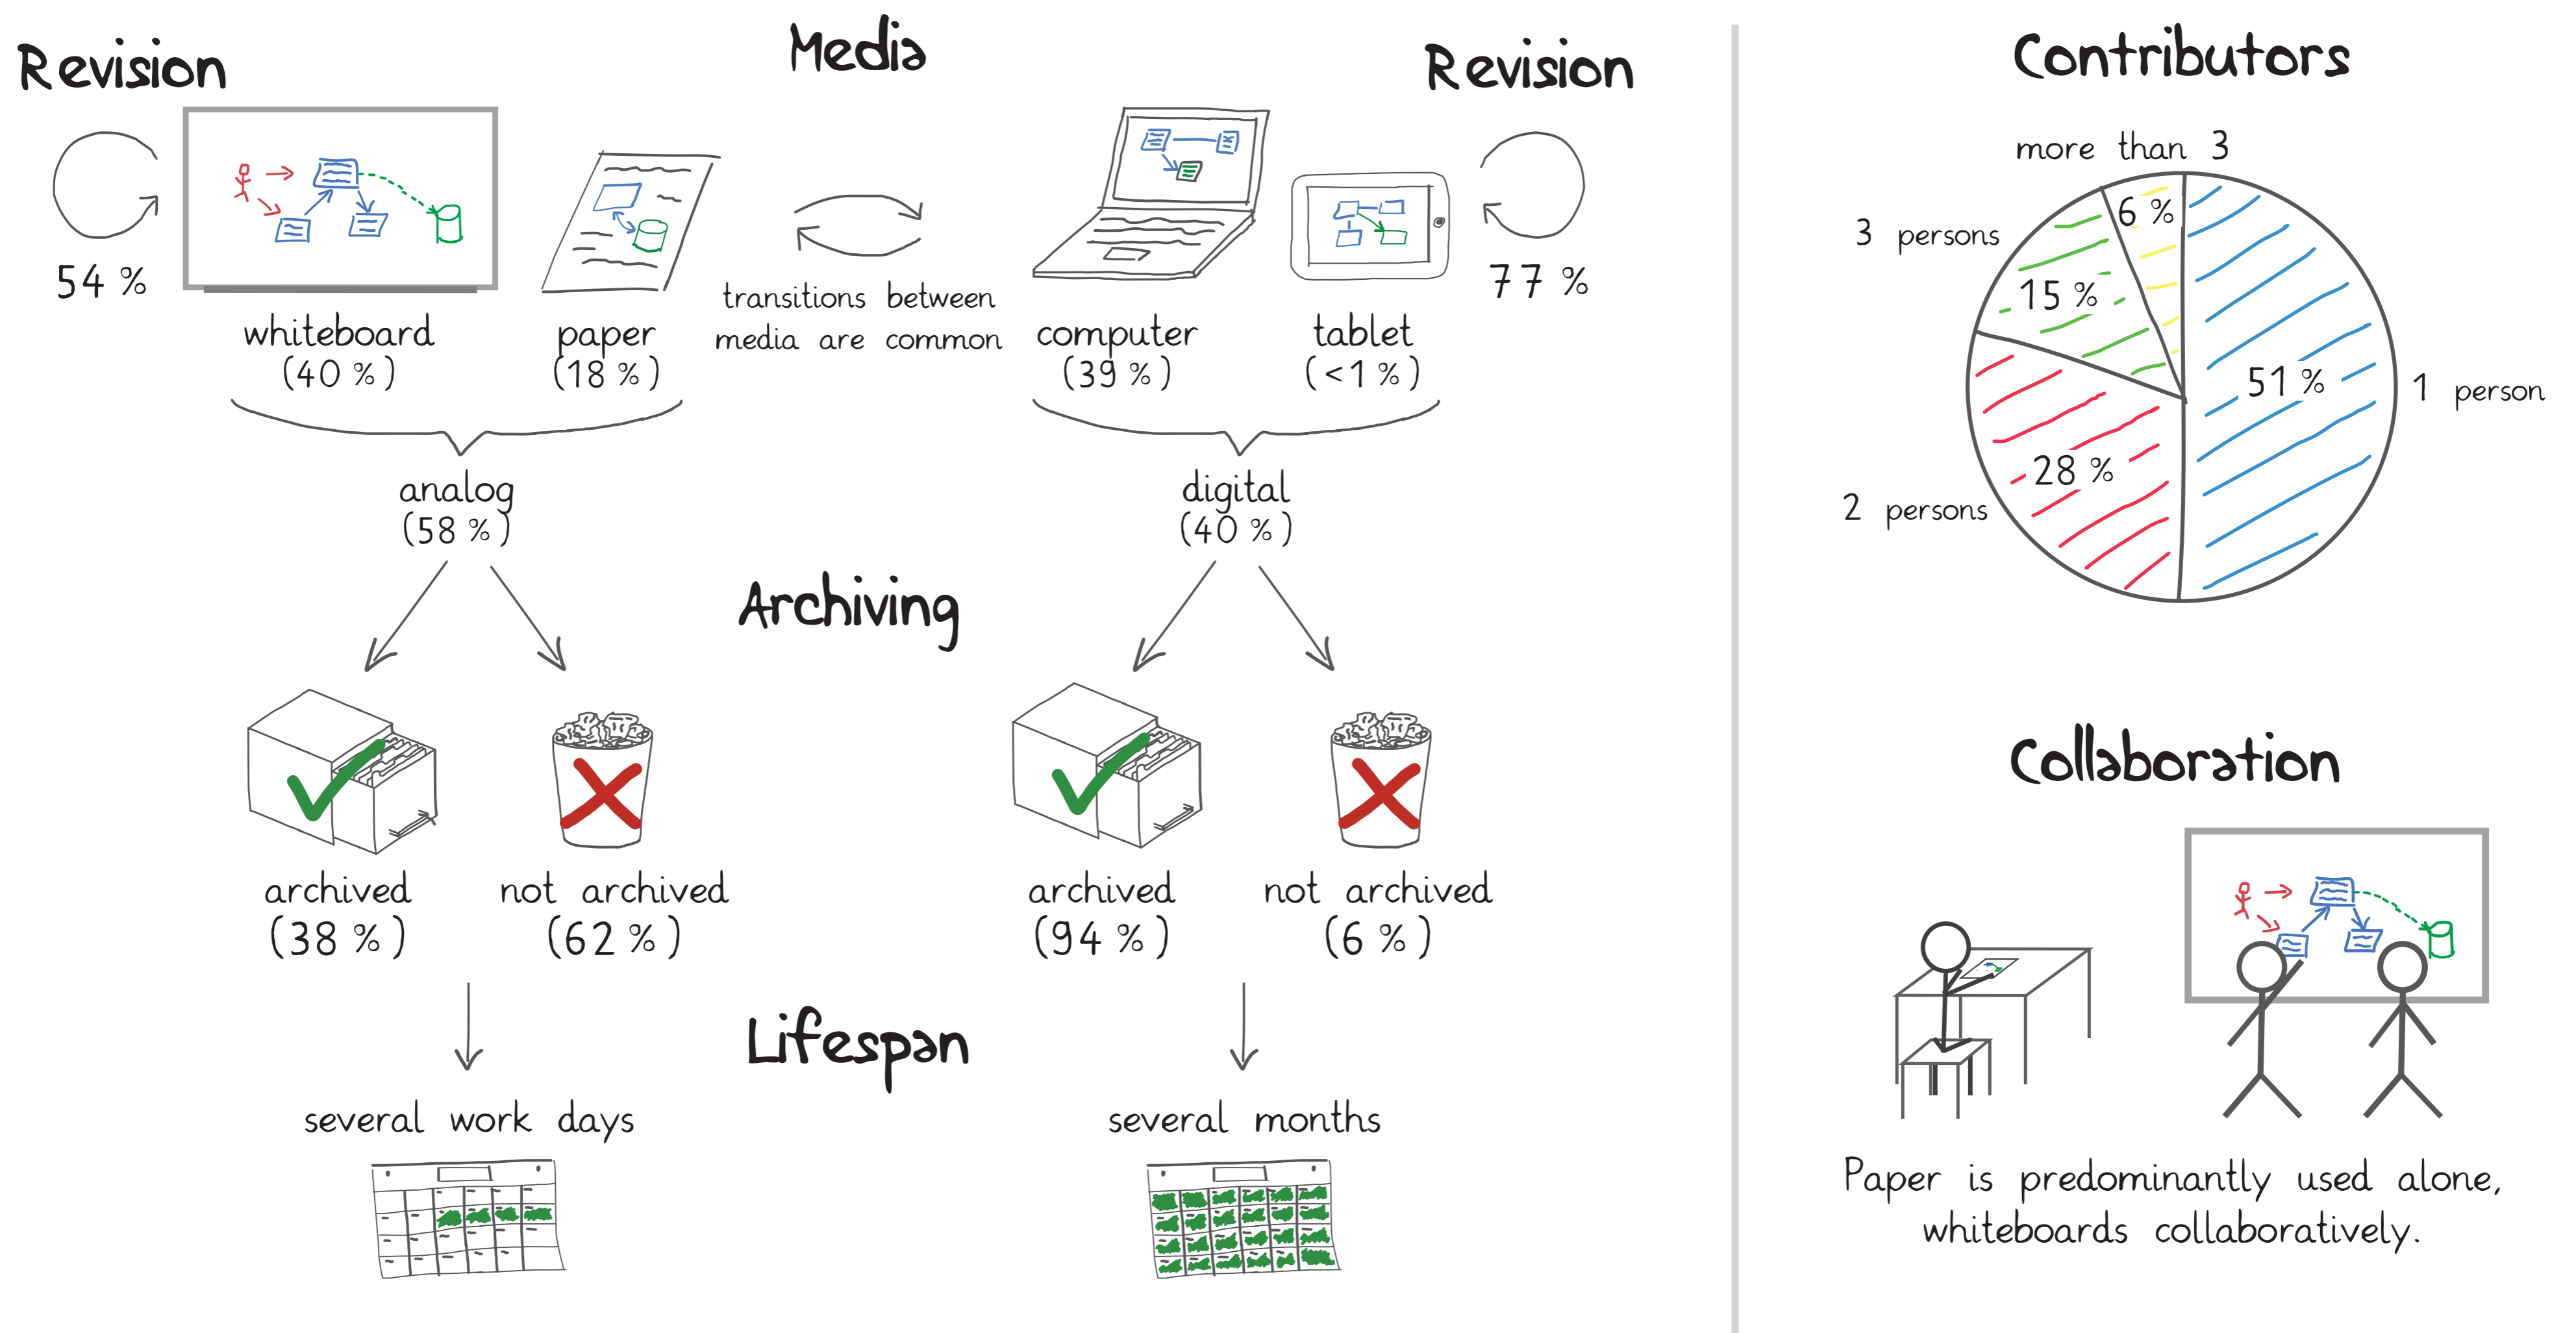 Revision
Media
Revision
54 %
77 %
whiteboard
(40 %)
paper
(18 %)
transitions between
media are common
computer
(39 %)
tablet
(<1 %)
analog
(58 %)
digital
(40 %)
Archiving
archived
(38 %)
not archived
(62 %)
archived
(94 %)
not archived
(6 %)
Lifespan
several work days
several months
Contributors
more than 3
6 %
3 persons
15 %
51 %
1 person
28 %
2 persons
Collaboration
Paper is predominantly used alone,
whiteboards collaboratively.